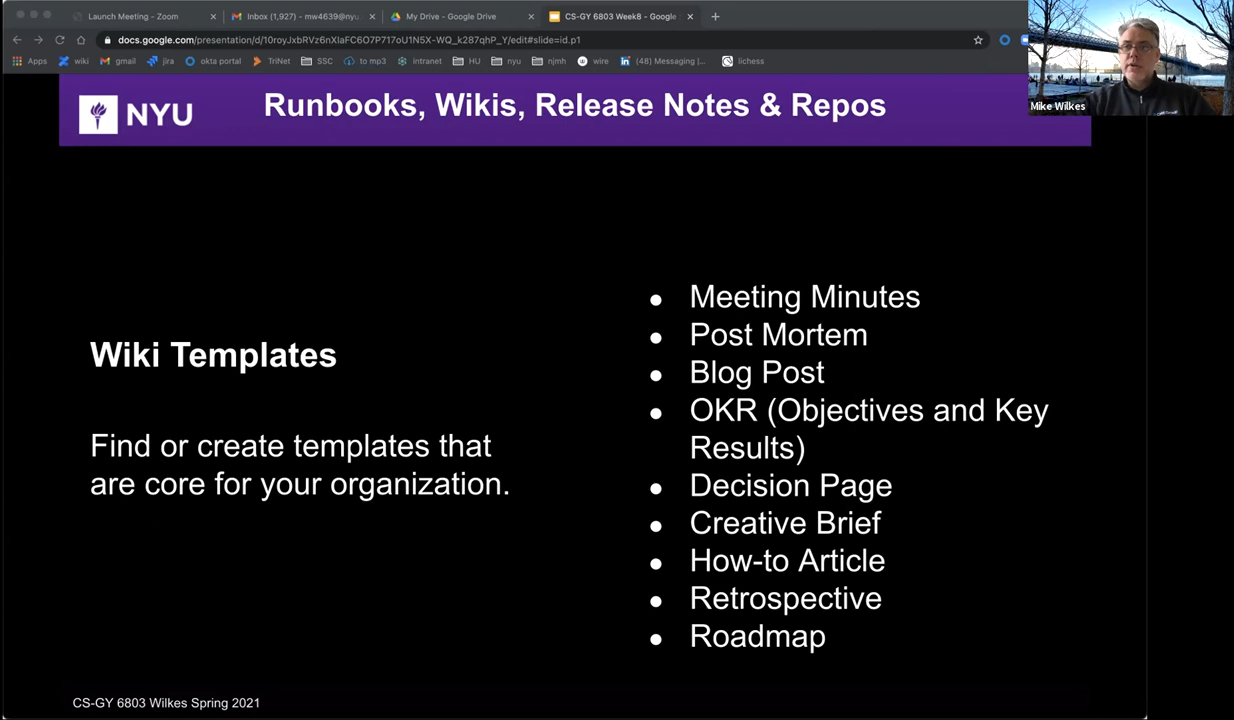 Launch Meeting - Zoom
Inbox (1,927) - mw4639@nyu
My Drive - Google Drive
CS-GY 6803 Week8 - Google
docs.google.com/presentation/d/10royJxbRVz6nXlaFC6O7P717oU1N5X-WQ_k287qhP_Y/edit#slide=id.p1
Apps
wiki
gmail
jira
okta portal
TriNet
SSC
to mp3
intranet
HU
nyu
njmh
wire
(48) Messaging |...
lichess
Mike Wilkes
NYU
Runbooks, Wikis, Release Notes & Repos
Wiki Templates
Find or create templates that
are core for your organization.
● Meeting Minutes
● Post Mortem
● Blog Post
● OKR (Objectives and Key
Results)
● Decision Page
● Creative Brief
● How-to Article
● Retrospective
● Roadmap
CS-GY 6803 Wilkes Spring 2021